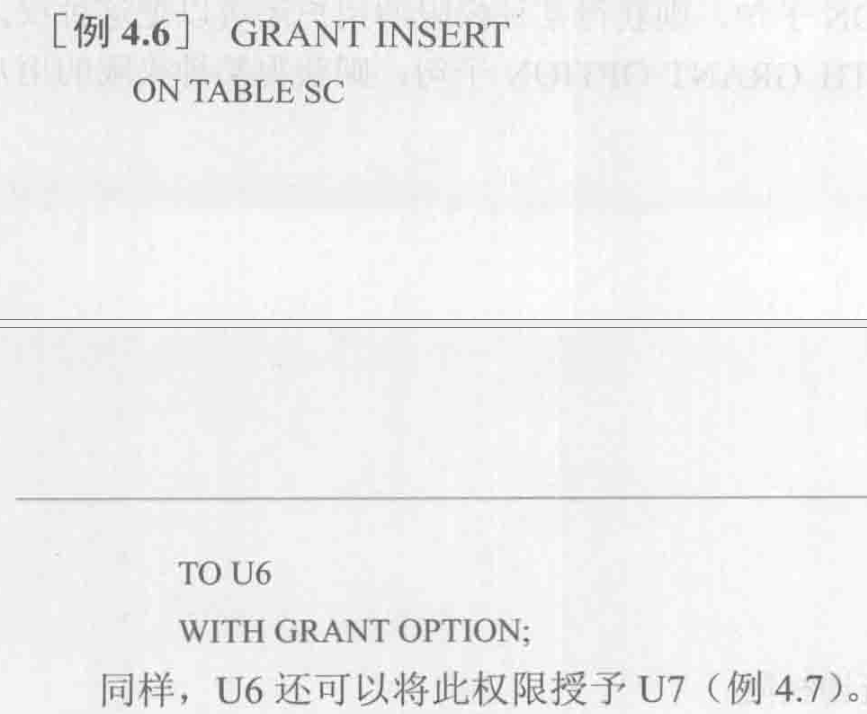 ［例 4.6］ GRANT INSERT
ON TABLE SC
TO U6
WITH GRANT OPTION;
同样，U6 还可以将此权限授予 U7（例 4.7）。